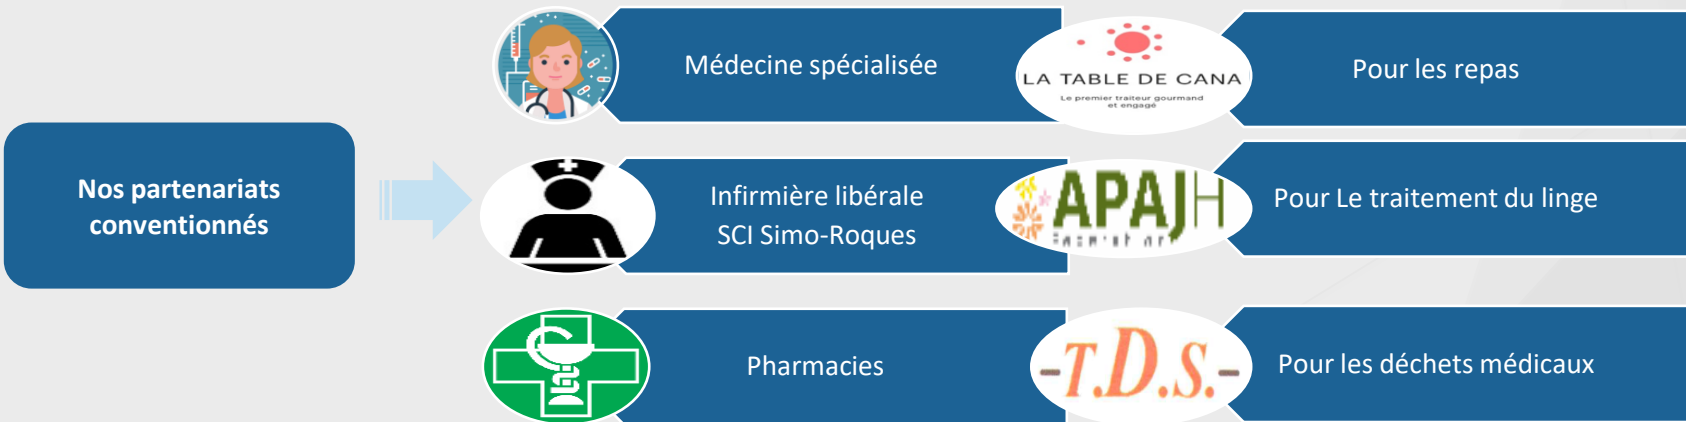 Nos partenariats
conventionnés
Médecine spécialisée
LA TABLE DE CANA
Le premier traiteur gourmand
et engagé
Pour les repas
Infirmière libérale
SCI Simo-Roques
APAJH
Pour Le traitement du linge
Pharmacies
-T.D.S.-
Pour les déchets médicaux